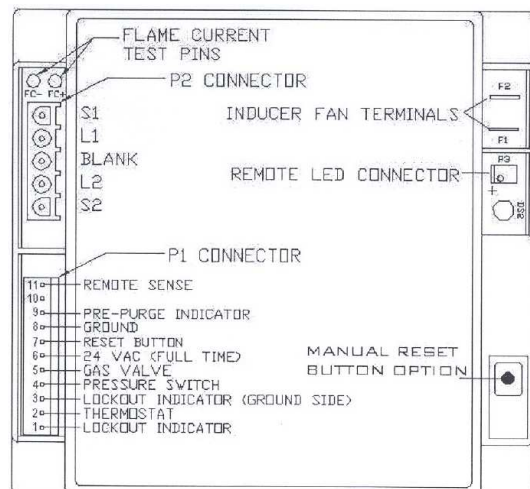 FLAME CURRENT
TEST PINS
FC- FC+
P2 CONNECTOR
S1
L1
BLANK
L2
S2
F2
INDUCER FAN TERMINALS
F1
P3
REMOTE LED CONNECTOR
+
DS2
P1 CONNECTOR
11 REMOTE SENSE
10
9 PRE-PURGE INDICATOR
8 GROUND
7 RESET BUTTON
6 24 VAC (FULL TIME)
5 GAS VALVE
4 PRESSURE SWITCH
3 LOCKOUT INDICATOR (GROUND SIDE)
2 THERMOSTAT
1 LOCKOUT INDICATOR
MANUAL RESET
BUTTON OPTION